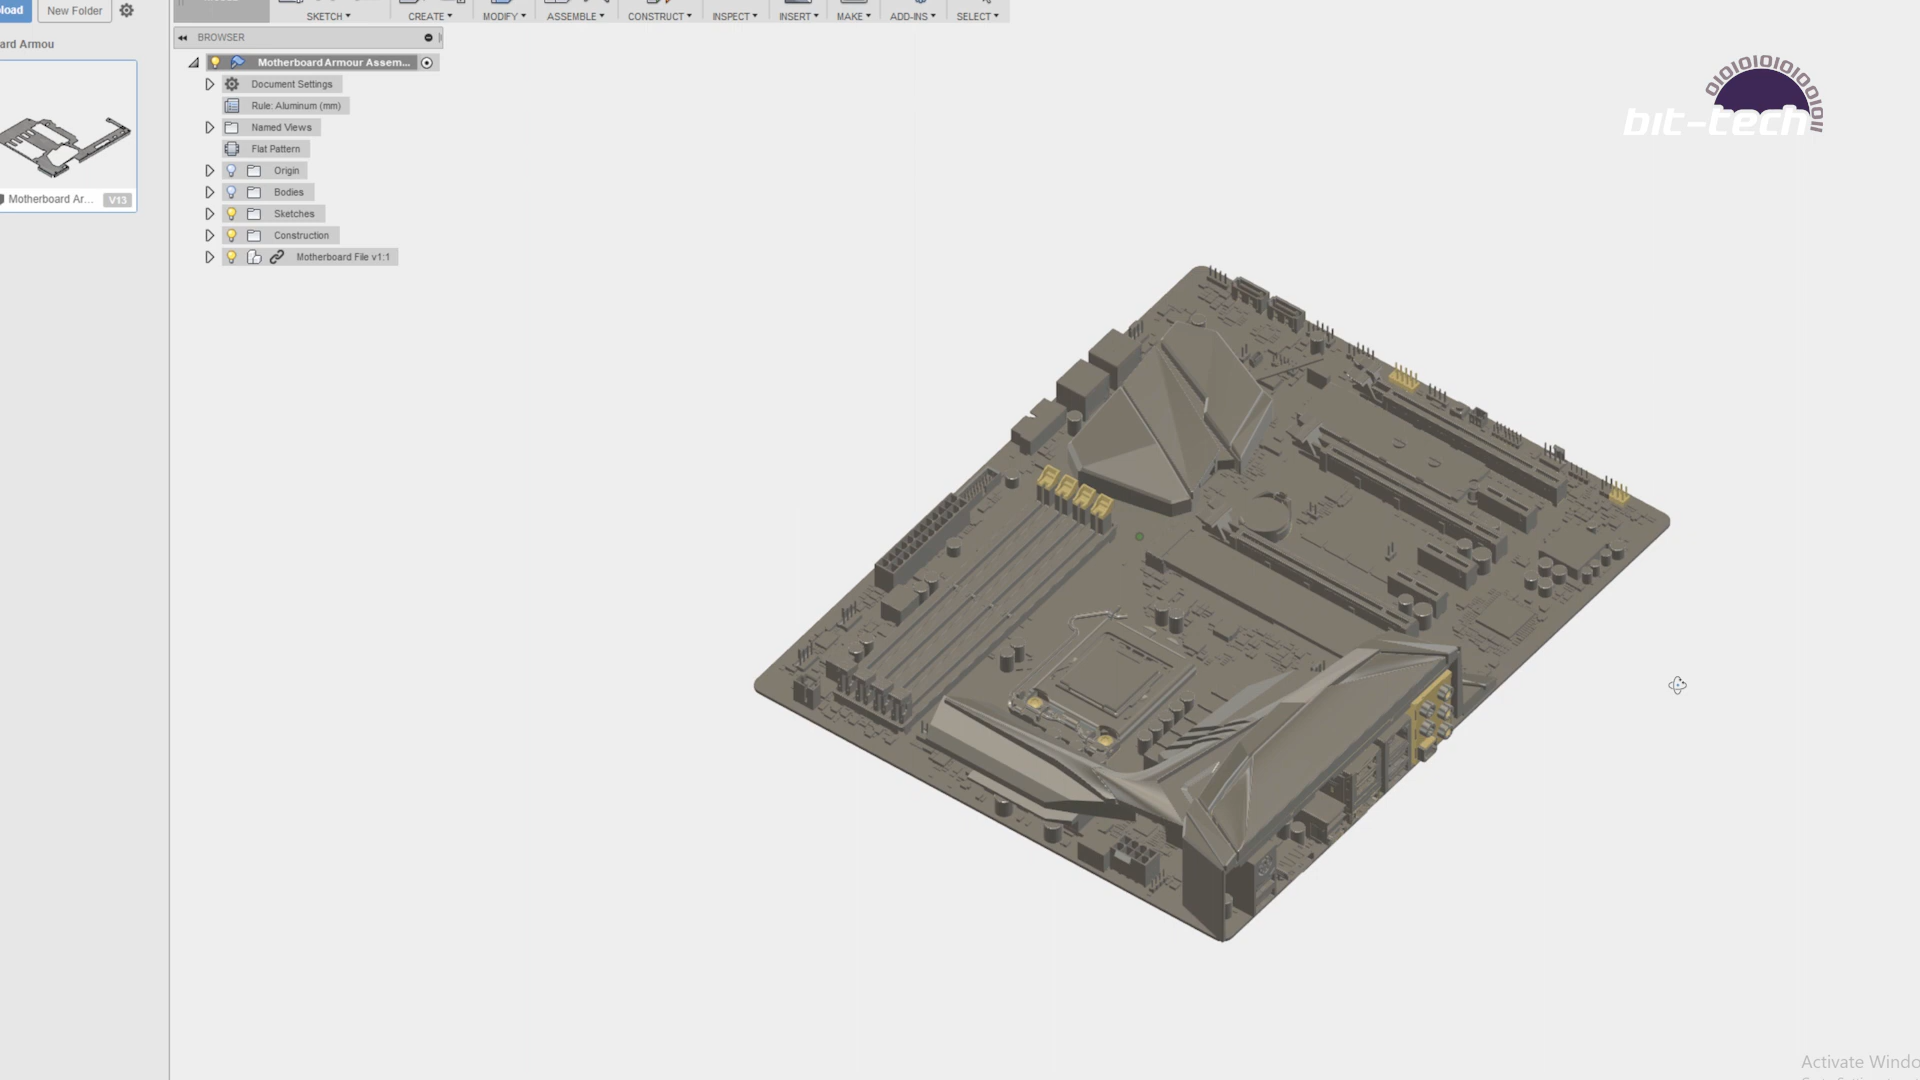 load
New Folder
ard Armou
Motherboard Ar...
V13
SKETCH
CREATE
MODIFY
ASSEMBLE
CONSTRUCT
INSPECT
INSERT
MAKE
ADD-INS
SELECT
BROWSER
Motherboard Armour Assem...
Document Settings
Rule: Aluminum (mm)
Named Views
Flat Pattern
Origin
Bodies
Sketches
Construction
Motherboard File v1:1
bit-tech
Activate Windo